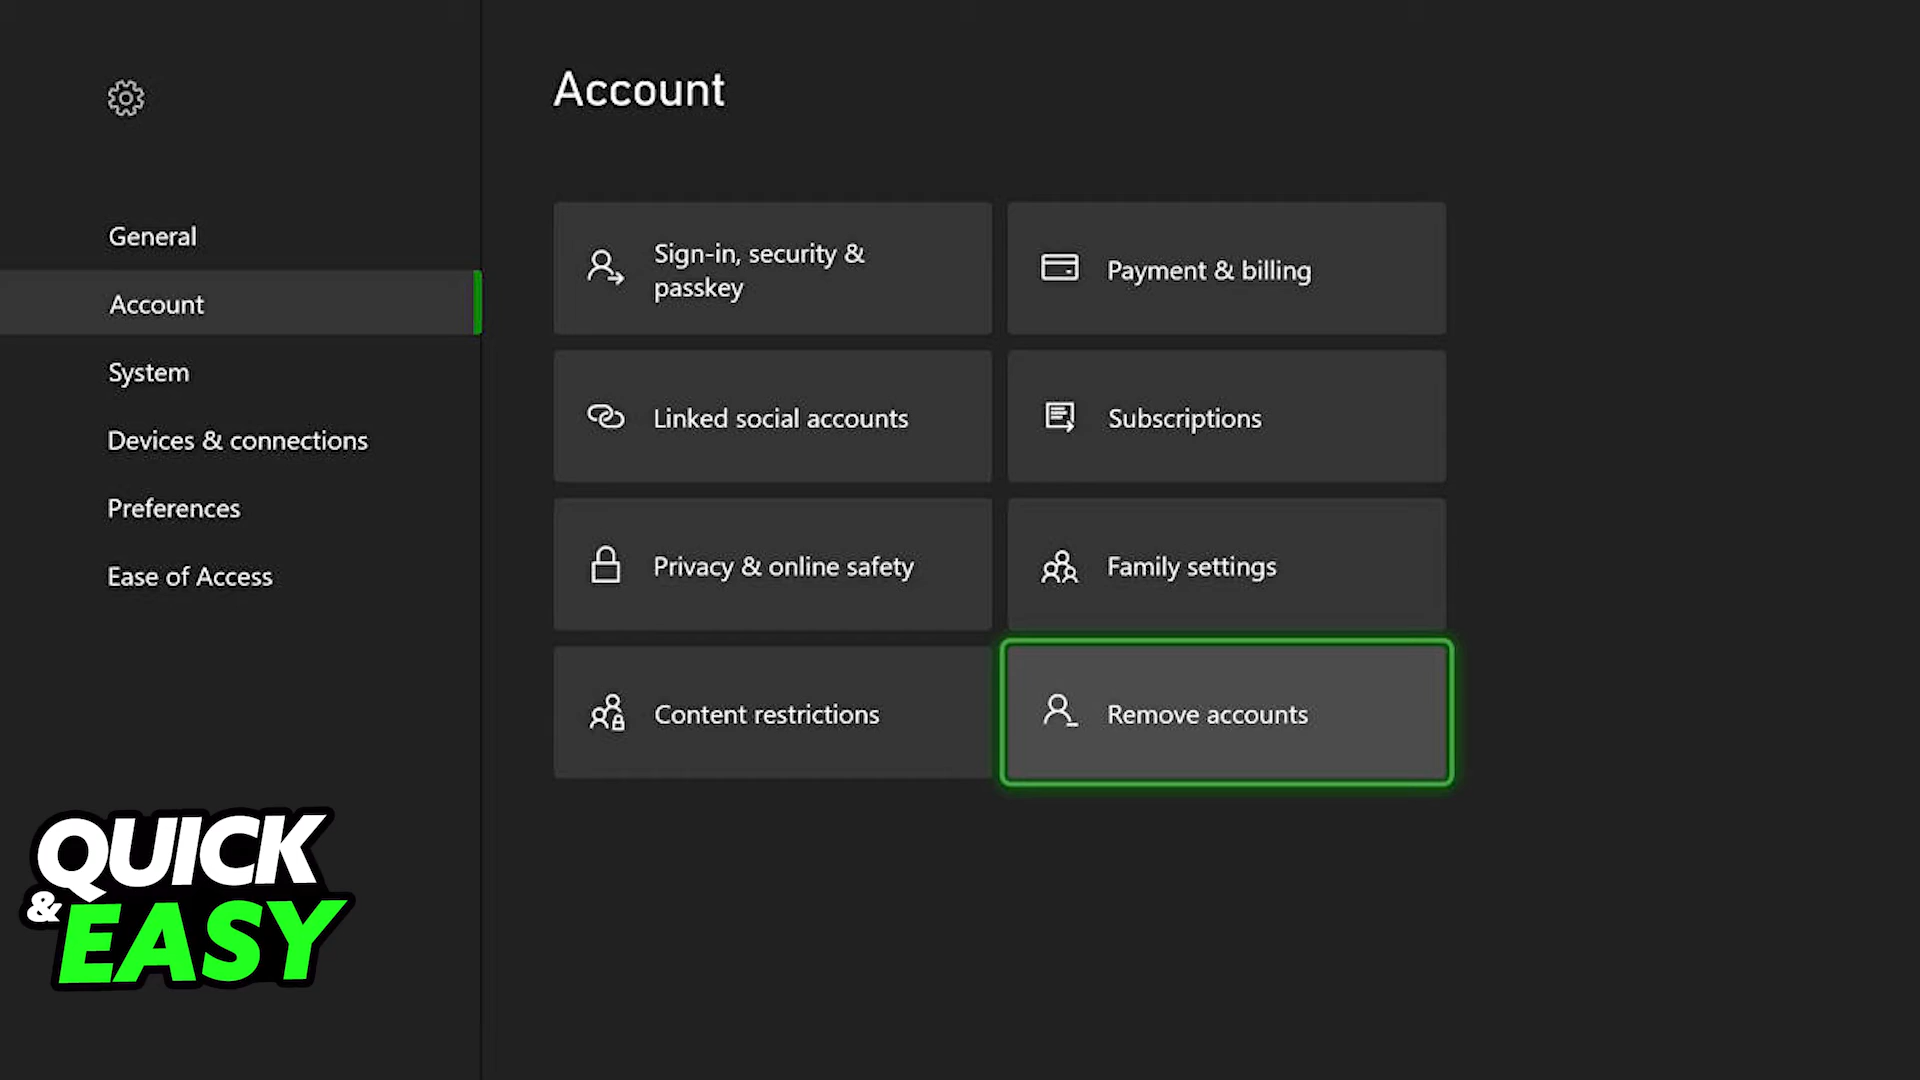 Account
General
Account
System
Devices & connections
Preferences
Ease of Access
Sign-in, security &
passkey
Payment & billing
Linked social accounts
Subscriptions
Privacy & online safety
Family settings
Content restrictions
Remove accounts
QUICK
& EASY